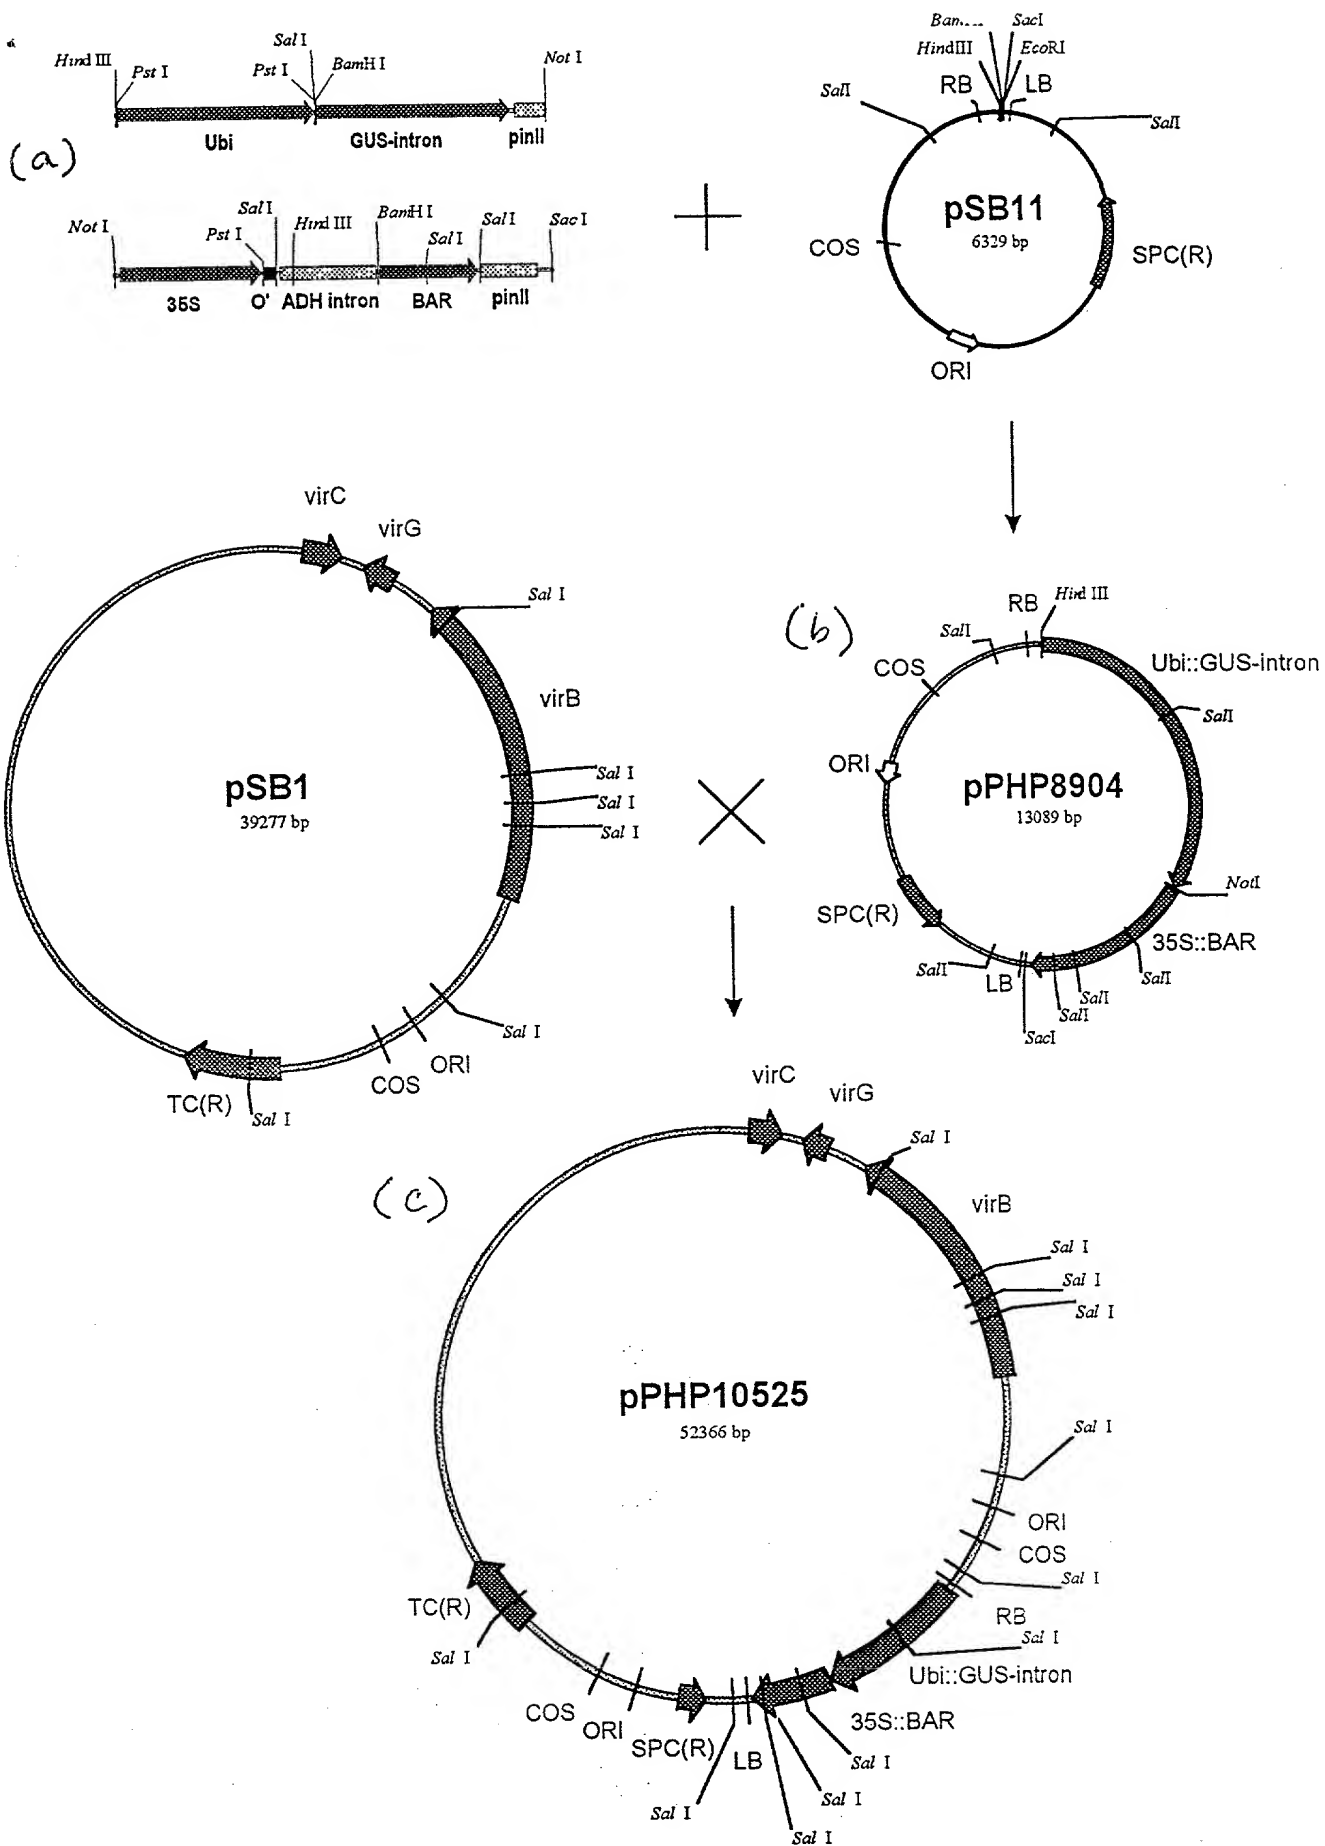 (a)
Hind III
Pst I
Sal I
Pst I
BamH I
Not I
Ubi
GUS-intron
pinII
Not I
Pst I
Sal I
Hind III
BamH I
Sal I
Sal I
Sac I
35S
O'
ADH intron
BAR
pinII
+
SacI
HindIII
EcoRI
RB
LB
SalI
SalI
pSB11
6329 bp
COS
SPC(R)
ORI
virC
virG
Sal I
virB
Sal I
Sal I
Sal I
pSB1
39277 bp
Sal I
ORI
COS
TC(R)
Sal I
(b)
RB
Hind III
SalI
COS
Ubi::GUS-intron
SalI
ORI
pPHP8904
13089 bp
NotI
SPC(R)
35S::BAR
SalI
SalI
LB
SalI
SalI
SacI
(c)
virC
virG
Sal I
virB
Sal I
Sal I
Sal I
pPHP10525
52366 bp
Sal I
ORI
COS
Sal I
RB
Sal I
Ubi::GUS-intron
TC(R)
Sal I
COS
ORI
SPC(R)
LB
35S::BAR
Sal I
Sal I
Sal I
Sal I